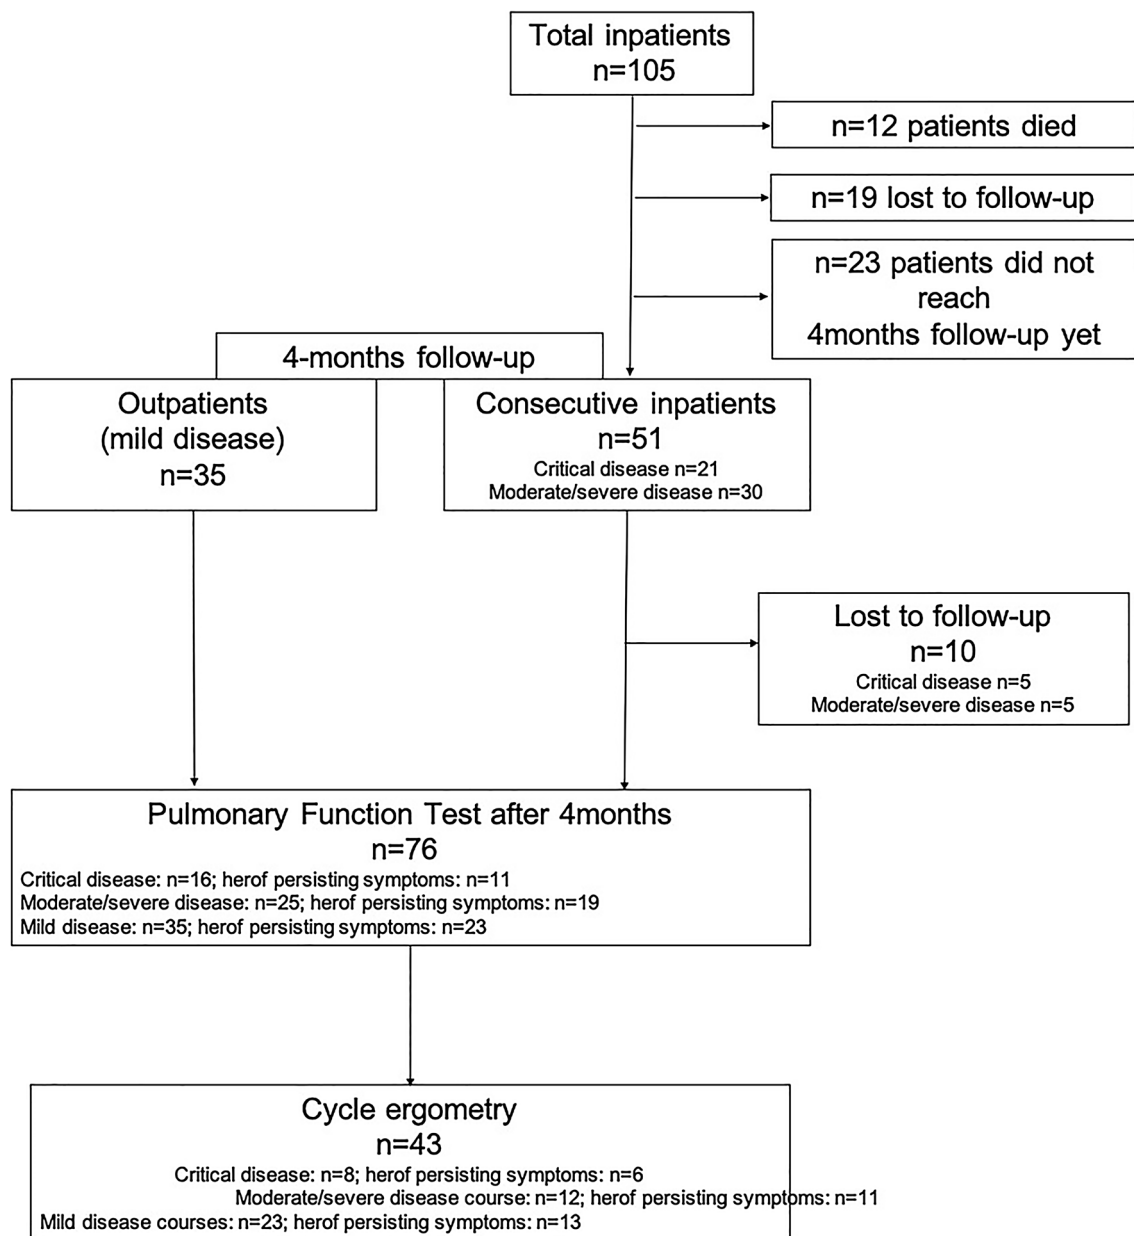 Total inpatients
n=105
n=12 patients died
n=19 lost to follow-up
n=23 patients did not
reach
4months follow-up yet
4-months follow-up
Outpatients
(mild disease)
n=35
Consecutive inpatients
n=51
Critical disease n=21
Moderate/severe disease n=30
Lost to follow-up
n=10
Critical disease n=5
Moderate/severe disease n=5
Pulmonary Function Test after 4months
n=76
Critical disease: n=16; herof persisting symptoms: n=11
Moderate/severe disease: n=25; herof persisting symptoms: n=19
Mild disease: n=35; herof persisting symptoms: n=23
Cycle ergometry
n=43
Critical disease: n=8; herof persisting symptoms: n=6
Moderate/severe disease course: n=12; herof persisting symptoms: n=11
Mild disease courses: n=23; herof persisting symptoms: n=13